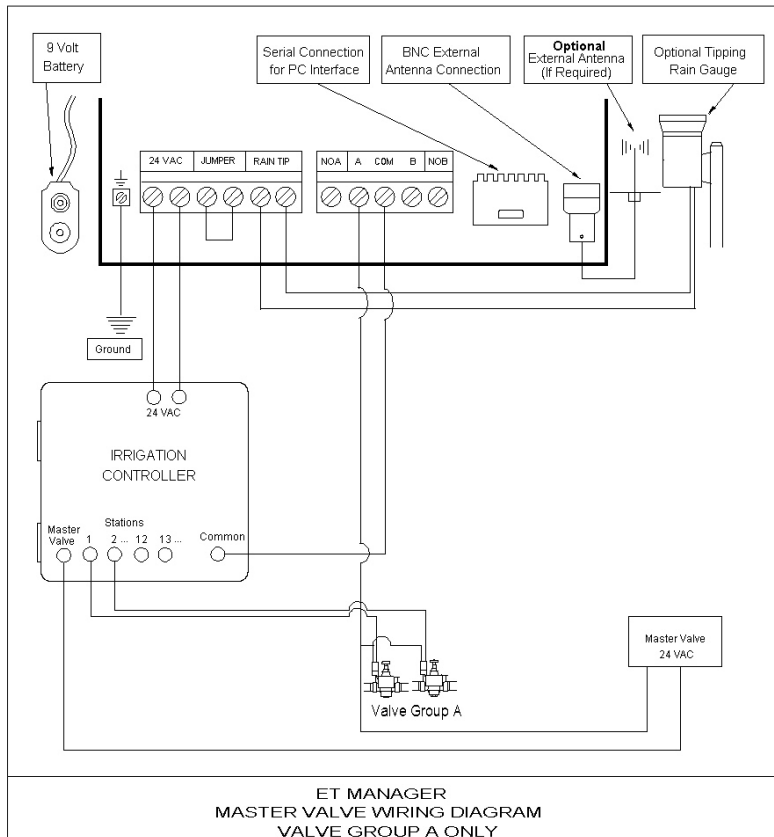 9 Volt
Battery
Serial Connection
for PC Interface
BNC External
Antenna Connection
Optional
External Antenna
(If Required)
Optional Tipping
Rain Gauge
24 VAC JUMPER RAIN TIP
NOA A COM B NOB
Ground
24 VAC
IRRIGATION
CONTROLLER
Stations
Master
Valve
1 2 ... 12 13 ... Common
Master Valve
24 VAC
Valve Group A
ET MANAGER
MASTER VALVE WIRING DIAGRAM
VALVE GROUP A ONLY